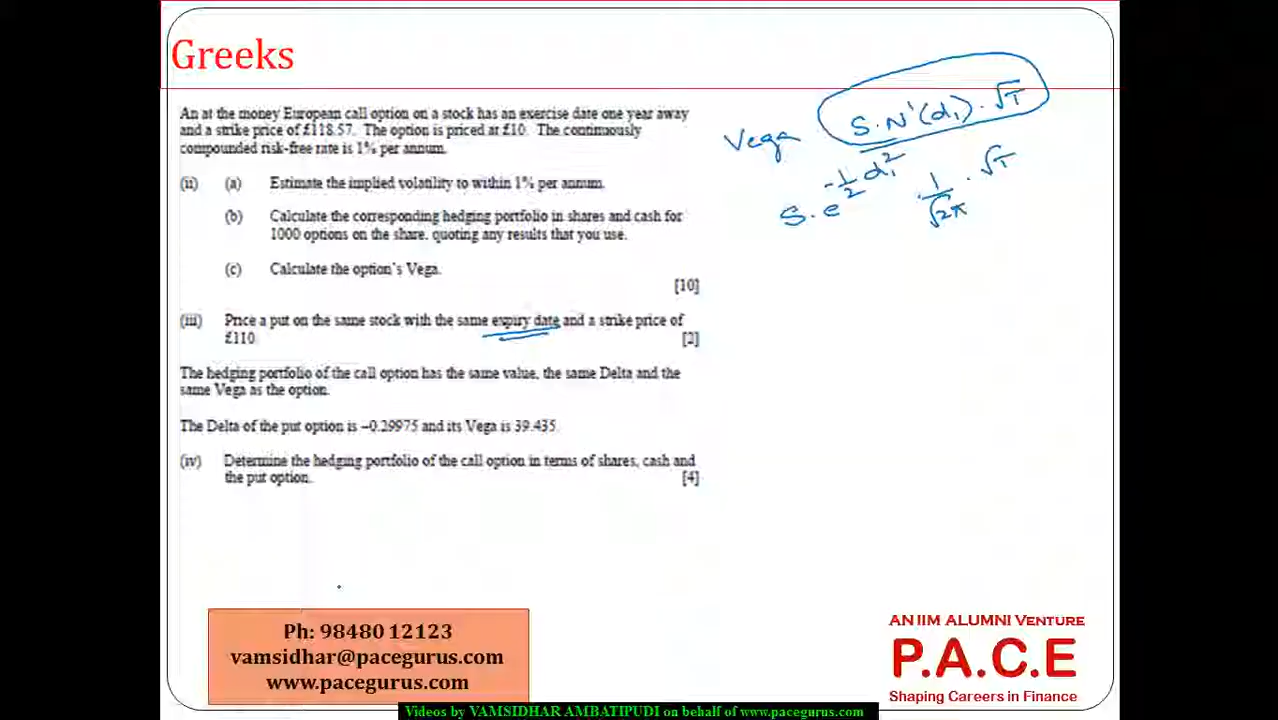 Greeks
An at the money European call option on a stock has an exercise date one year away
and a strike price of £118.57. The option is priced at £10. The continuously
compounded risk-free rate is 1% per annum.
(ii) (a) Estimate the implied volatility to within 1% per annum.
(b) Calculate the corresponding hedging portfolio in shares and cash for
1000 options on the share, quoting any results that you use.
(c) Calculate the option's Vega.
[10]
(iii) Price a put on the same stock with the same expiry date and a strike price of
£110. [2]
The hedging portfolio of the call option has the same value, the same Delta and the
same Vega as the option.
The Delta of the put option is −0.29975 and its Vega is 39.435.
(iv) Determine the hedging portfolio of the call option in terms of shares, cash and
the put option. [4]
Vega S·N'(d₁)·√T
S·e^(-1/2 d₁²) · 1/√2π · √T
Ph: 98480 12123
vamsidhar@pacegurus.com
www.pacegurus.com
AN IIM ALUMNI VENTURE
P.A.C.E
Shaping Careers in Finance
Videos by VAMSIDHAR AMBATIPUDI on behalf of www.pacegurus.com